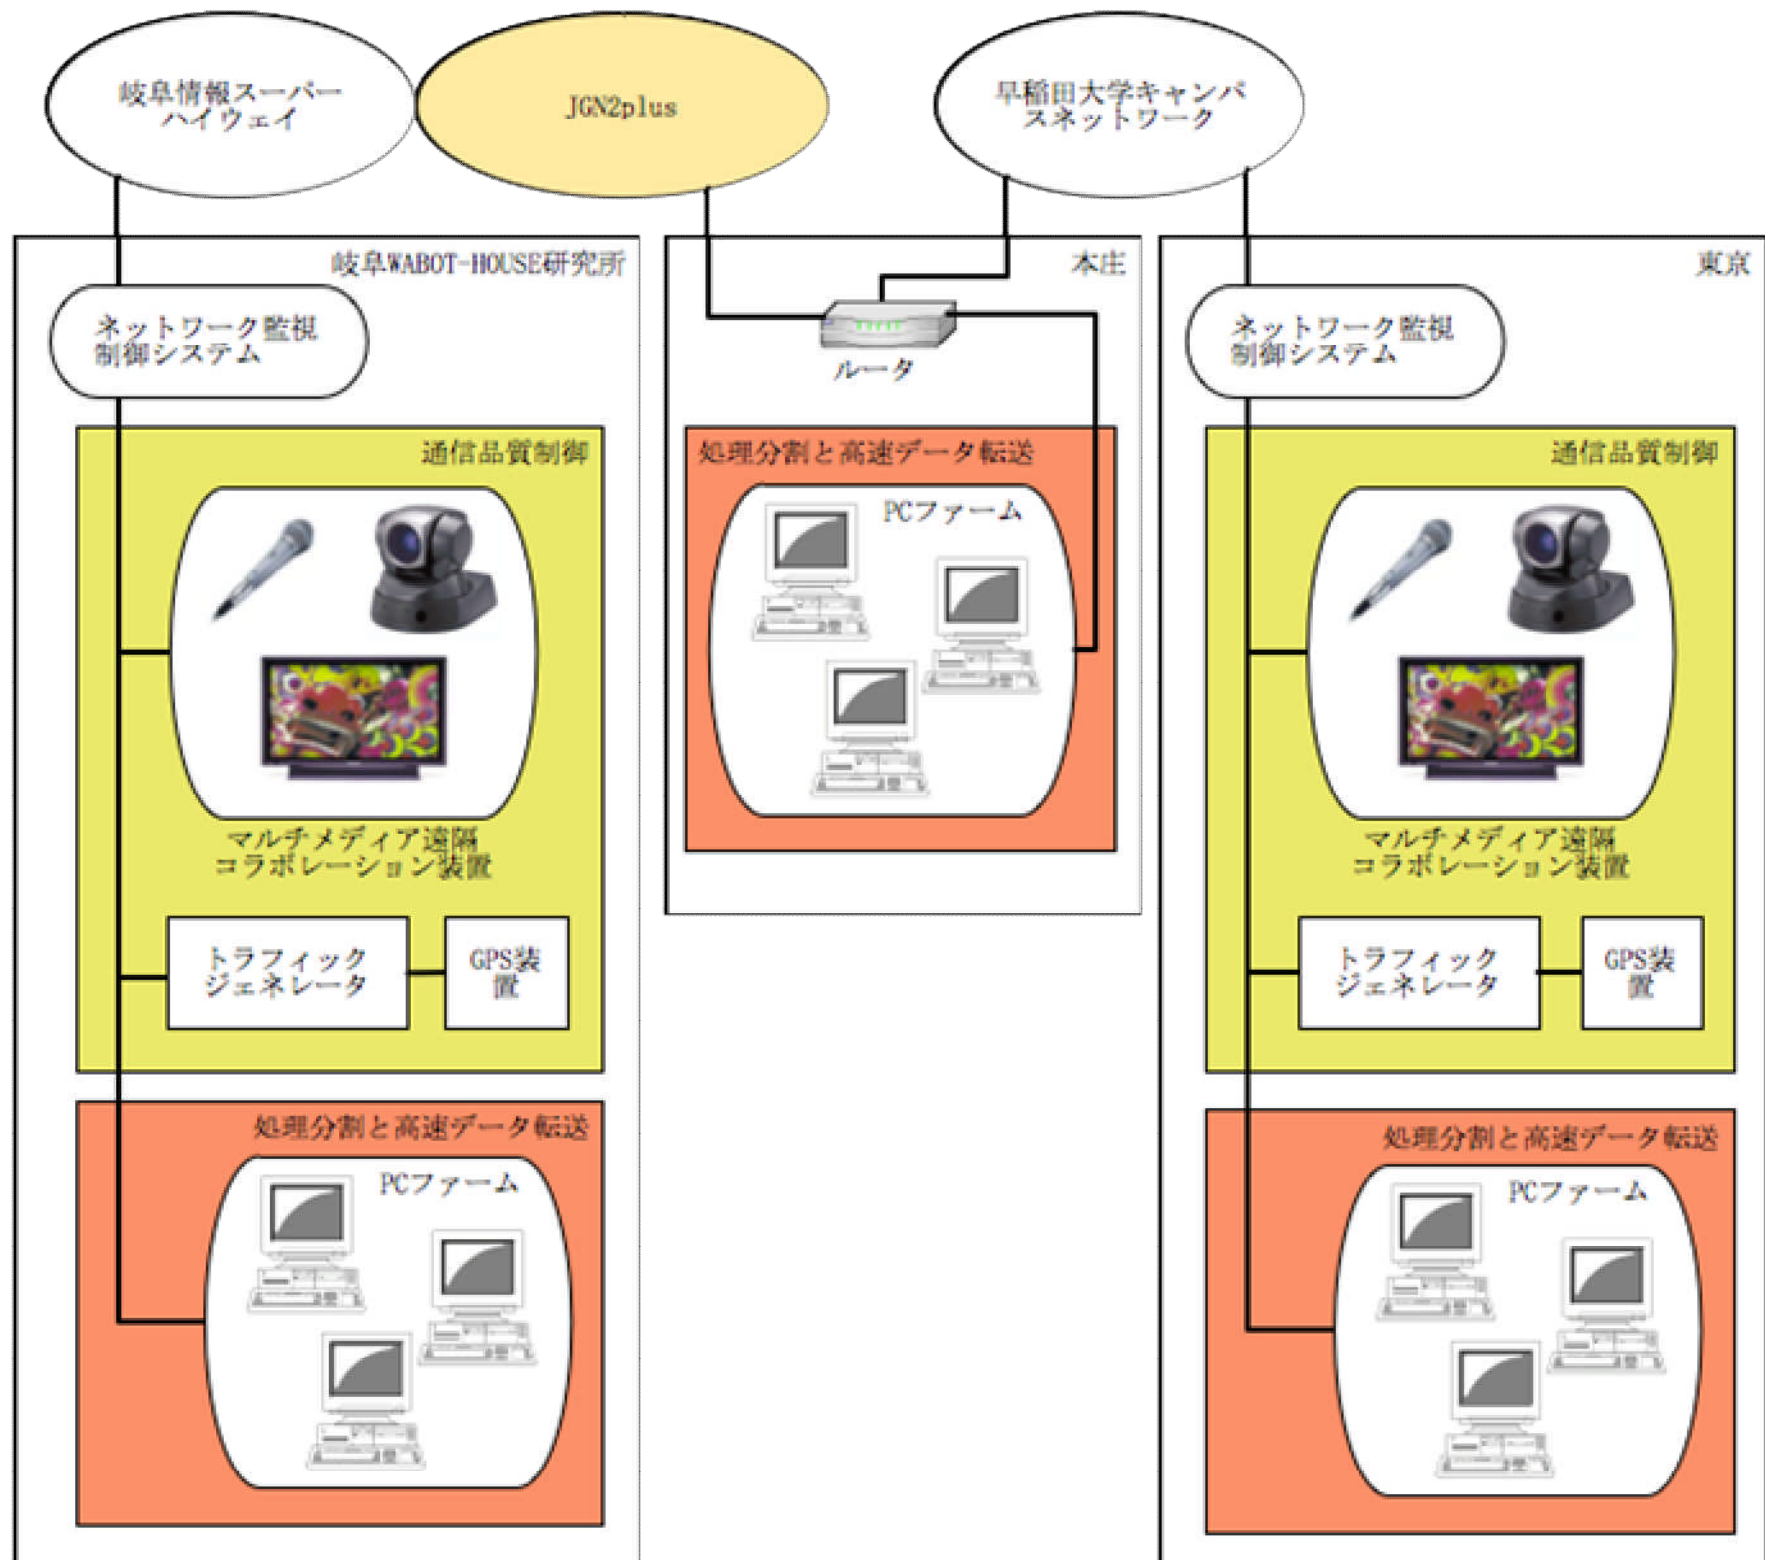 岐阜情報スーパー
ハイウェイ
JGN2plus
早稲田大学キャンパ
スネットワーク
岐阜WABOT-HOUSE研究所
ネットワーク監視
制御システム
通信品質制御
マルチメディア遠隔
コラボレーション装置
トラフィック
ジェネレータ
GPS装
置
処理分割と高速データ転送
PCファーム
本庄
ルータ
処理分割と高速データ転送
PCファーム
東京
ネットワーク監視
制御システム
通信品質制御
マルチメディア遠隔
コラボレーション装置
トラフィック
ジェネレータ
GPS装
置
処理分割と高速データ転送
PCファーム